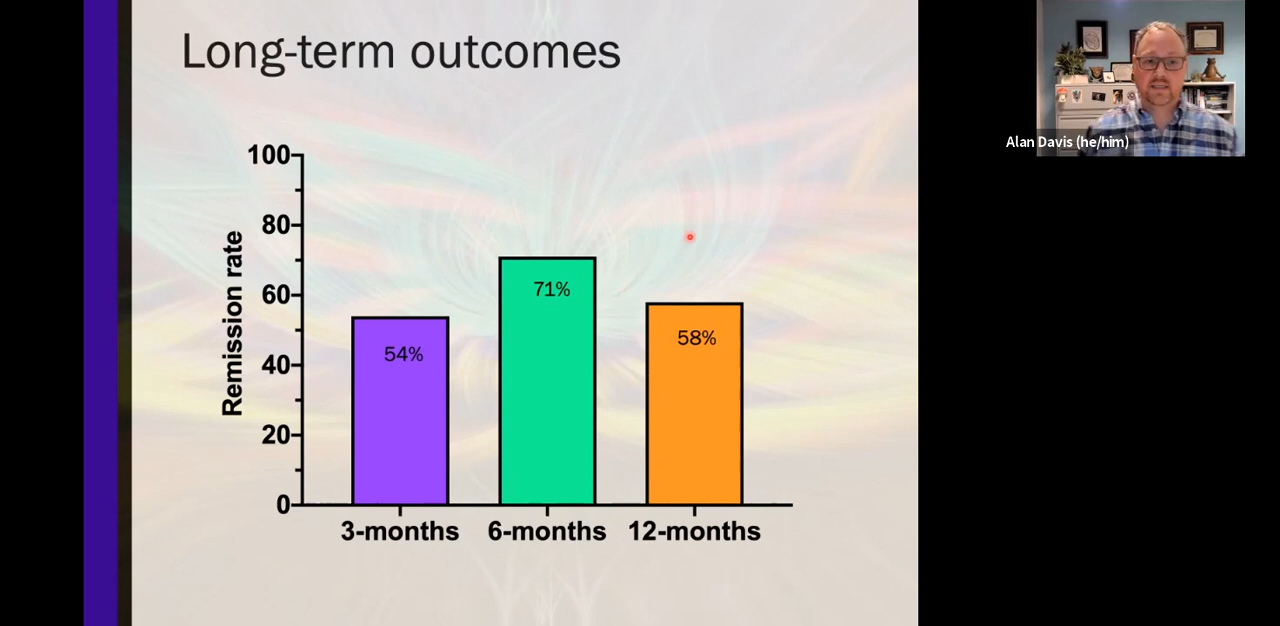 Long-term outcomes
Alan Davis (he/him)
Remission rate
100
80
60
40
20
0
54%
71%
58%
3-months 6-months 12-months